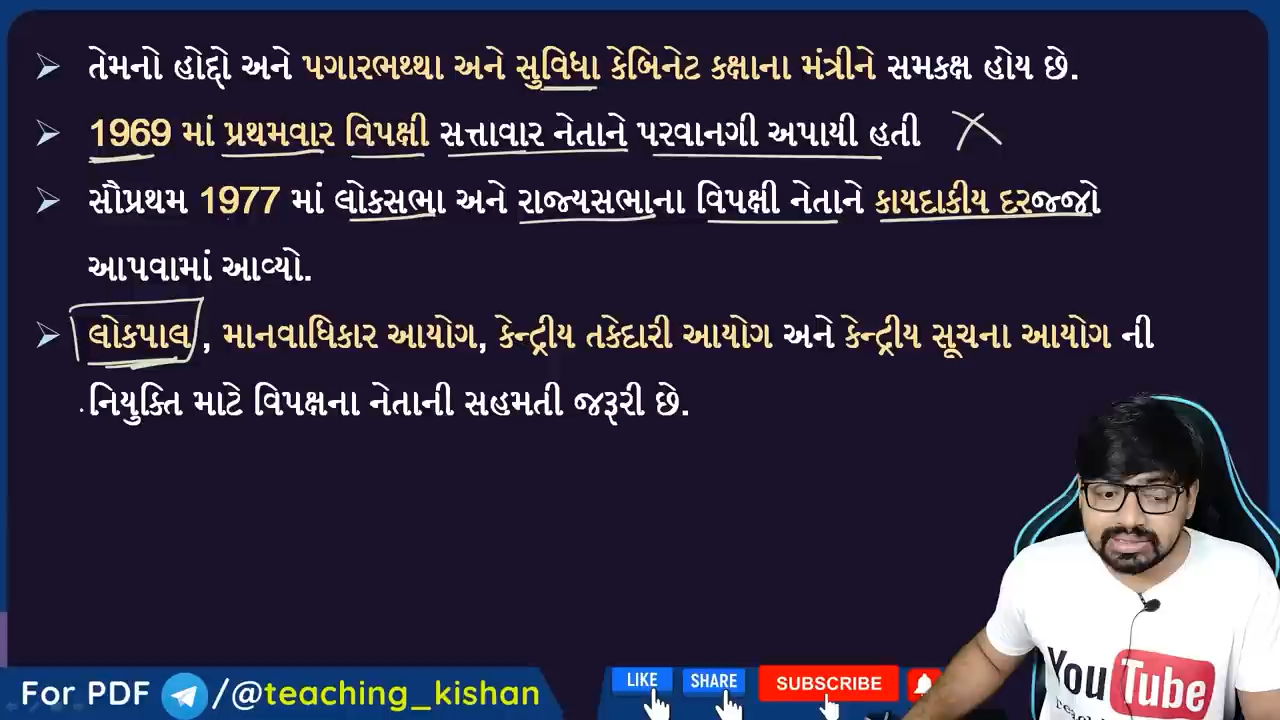 તેમનો હોદ્દો અને પગારભથ્થા અને સુવિધા કેબિનેટ કક્ષાના મંત્રીને સમકક્ષ હોય છે.
1969 માં પ્રથમવાર વિપક્ષી સત્તાવાર નેતાને પરવાનગી અપાયી હતી
સૌપ્રથમ 1977 માં લોકસભા અને રાજ્યસભાના વિપક્ષી નેતાને કાયદાકીય દરજ્જો
આપવામાં આવ્યો.
લોકપાલ, માનવાધિકાર આયોગ, કેન્દ્રીય તકેદારી આયોગ અને કેન્દ્રીય સૂચના આયોગ ની
નિયુક્તિ માટે વિપક્ષના નેતાની સહમતી જરૂરી છે.
You Tube
For PDF /@teaching_kishan
LIKE SHARE SUBSCRIBE